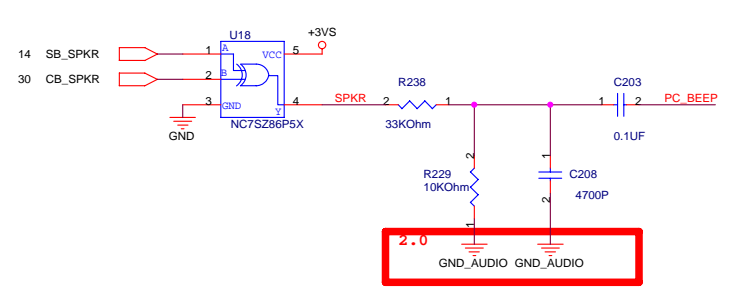 U18
+3VS
14 SB_SPKR 1 A VCC 5
30 CB_SPKR 2 B
3 GND Y 4 SPKR 2 R238 1 1 C203 2 PC_BEEP
GND
NC7SZ86P5X
33KOhm
0.1UF
2 1
R229 C208
10KOhm 4700P
1 2
2.0
GND_AUDIO GND_AUDIO